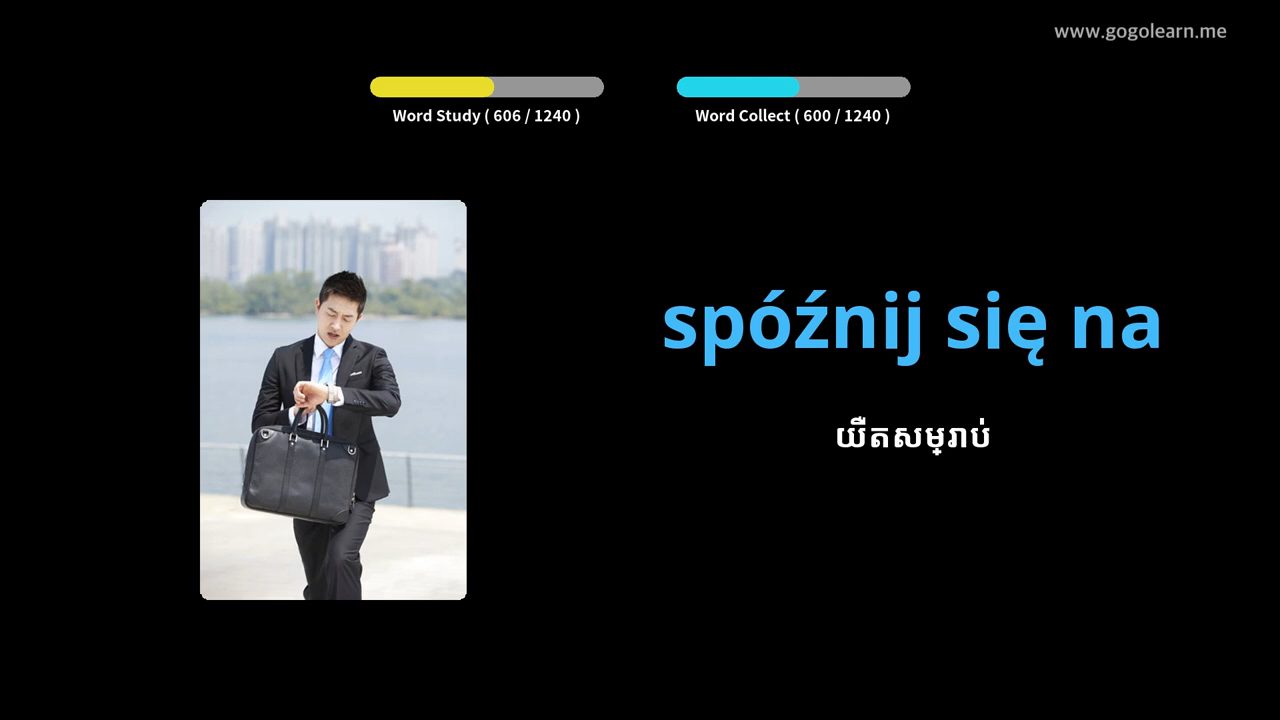 www.gogolearn.me
Word Study ( 606 / 1240 )
Word Collect ( 600 / 1240 )
spóźnij się na
យឺតសម្រាប់